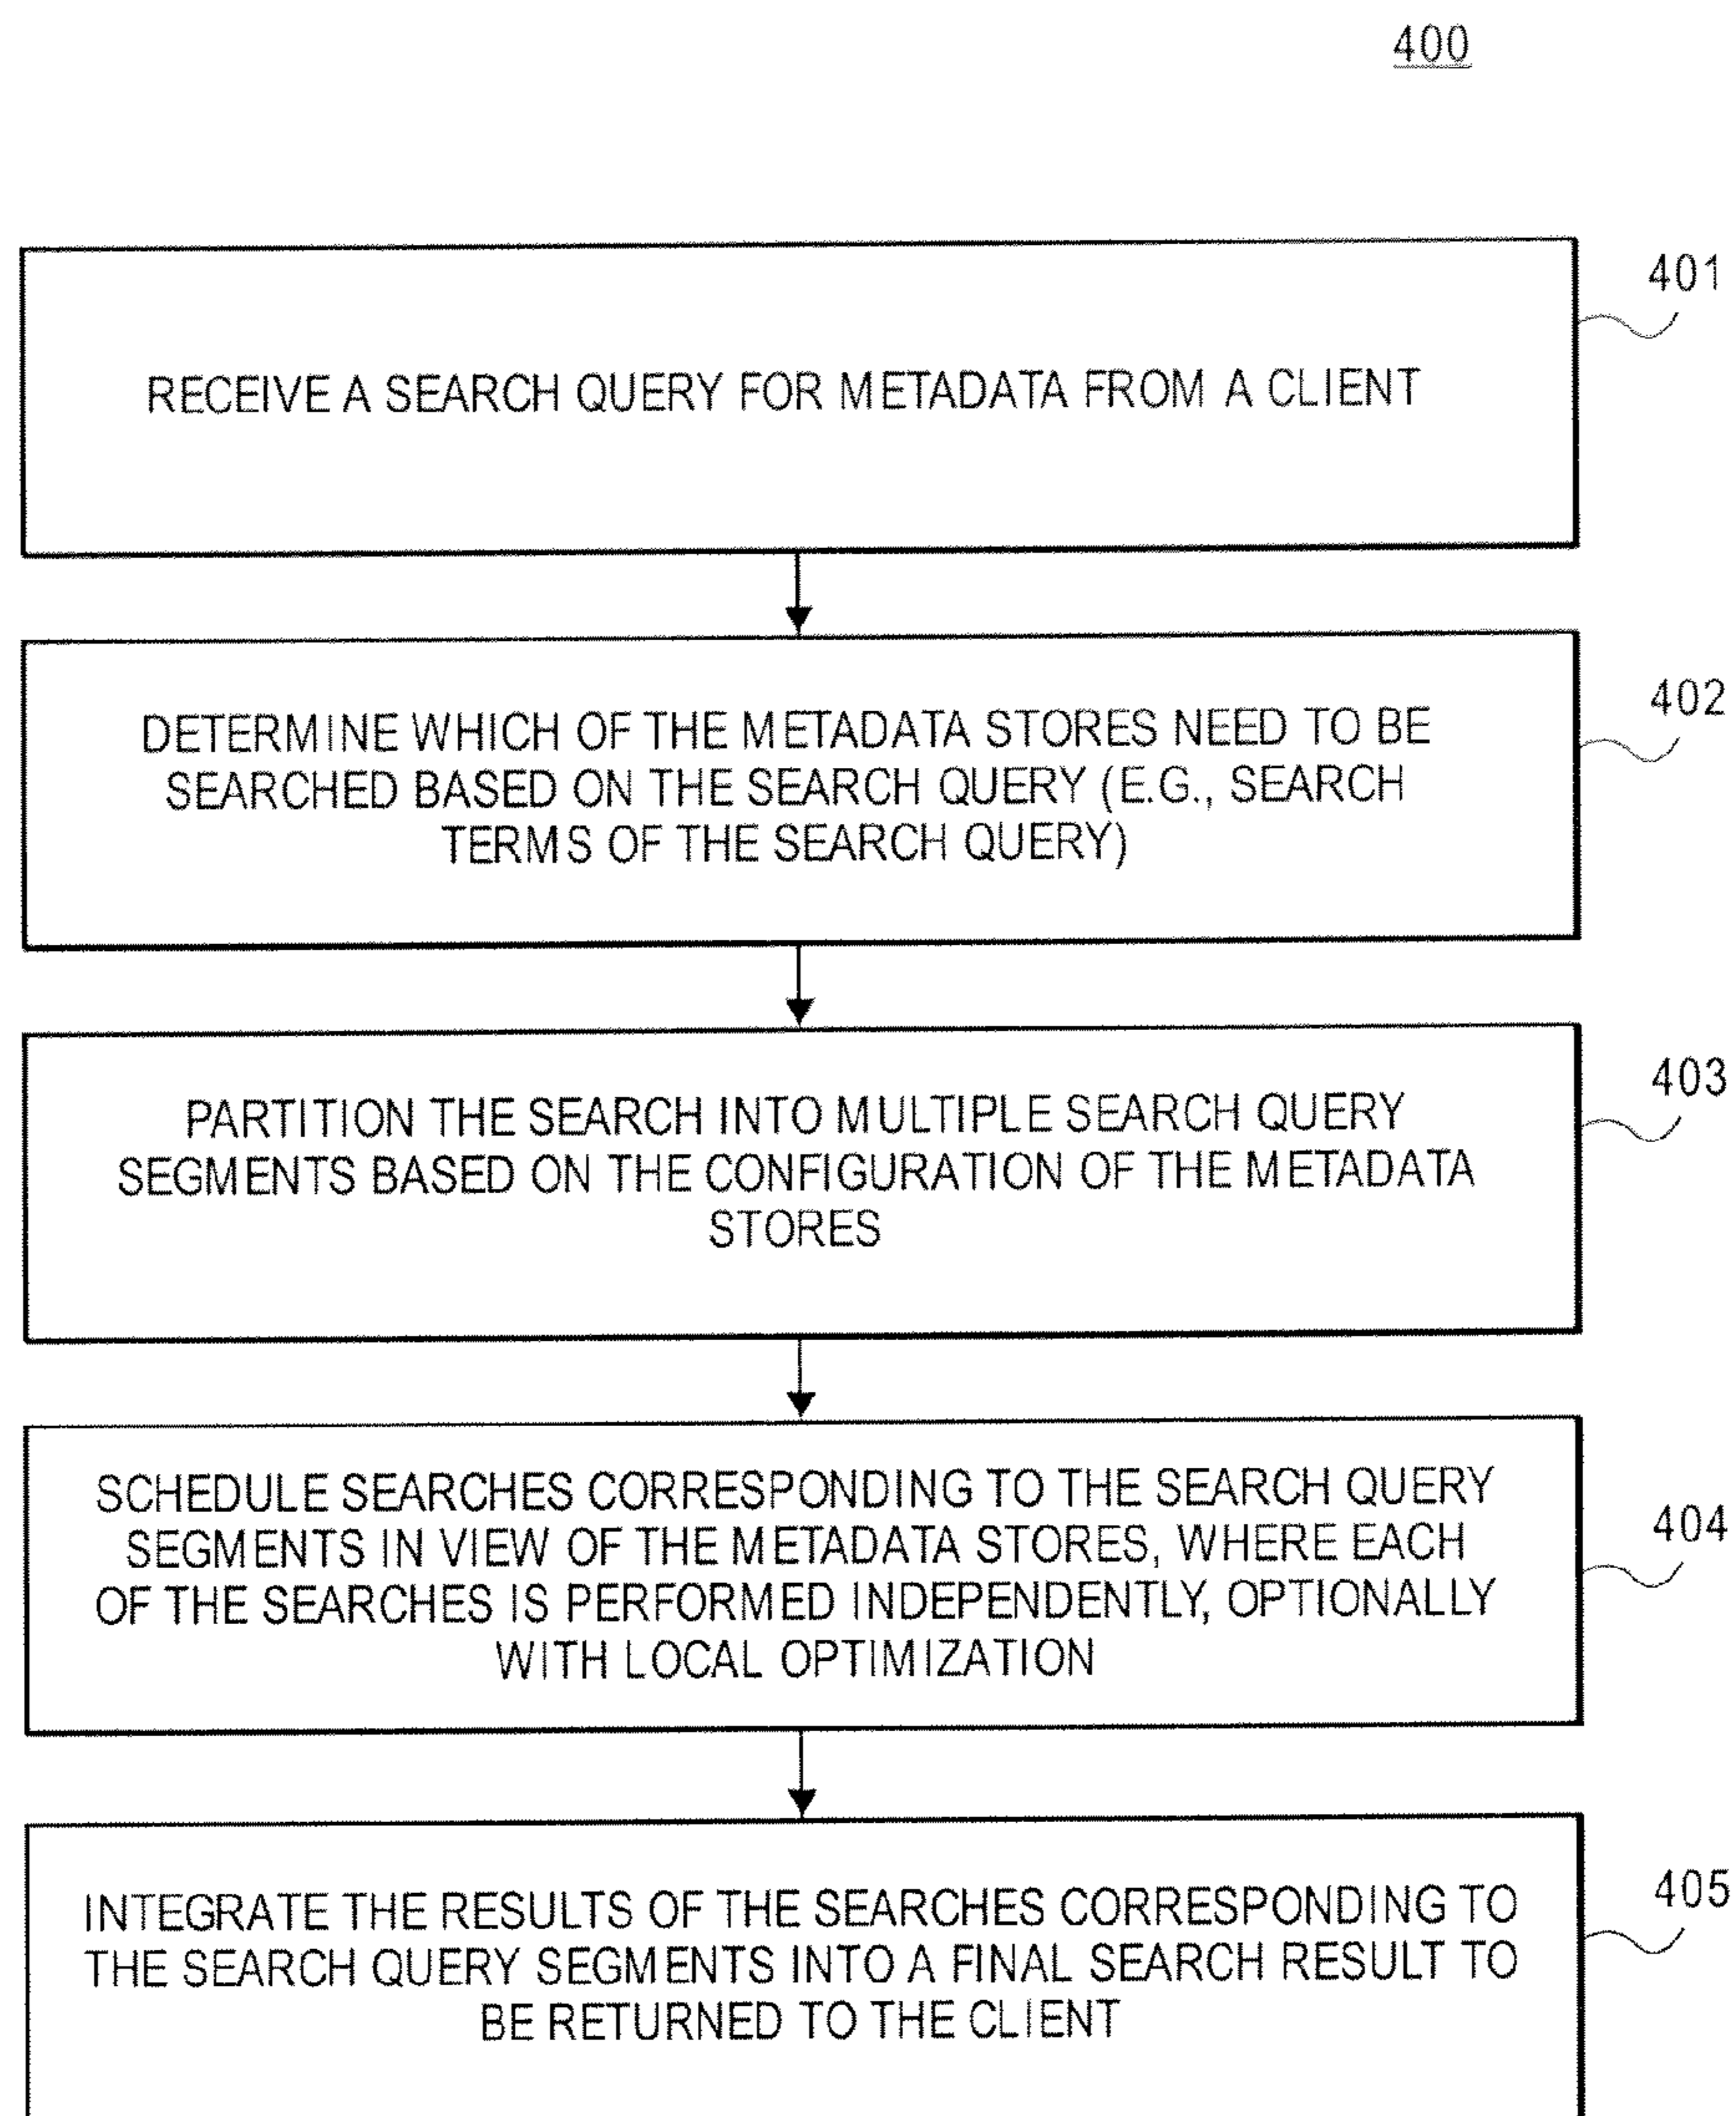 400
401
RECEIVE A SEARCH QUERY FOR METADATA FROM A CLIENT
402
DETERMINE WHICH OF THE METADATA STORES NEED TO BE
SEARCHED BASED ON THE SEARCH QUERY (E.G., SEARCH
TERMS OF THE SEARCH QUERY)
403
PARTITION THE SEARCH INTO MULTIPLE SEARCH QUERY
SEGMENTS BASED ON THE CONFIGURATION OF THE METADATA
STORES
404
SCHEDULE SEARCHES CORRESPONDING TO THE SEARCH QUERY
SEGMENTS IN VIEW OF THE METADATA STORES, WHERE EACH
OF THE SEARCHES IS PERFORMED INDEPENDENTLY, OPTIONALLY
WITH LOCAL OPTIMIZATION
405
INTEGRATE THE RESULTS OF THE SEARCHES CORRESPONDING TO
THE SEARCH QUERY SEGMENTS INTO A FINAL SEARCH RESULT TO
BE RETURNED TO THE CLIENT